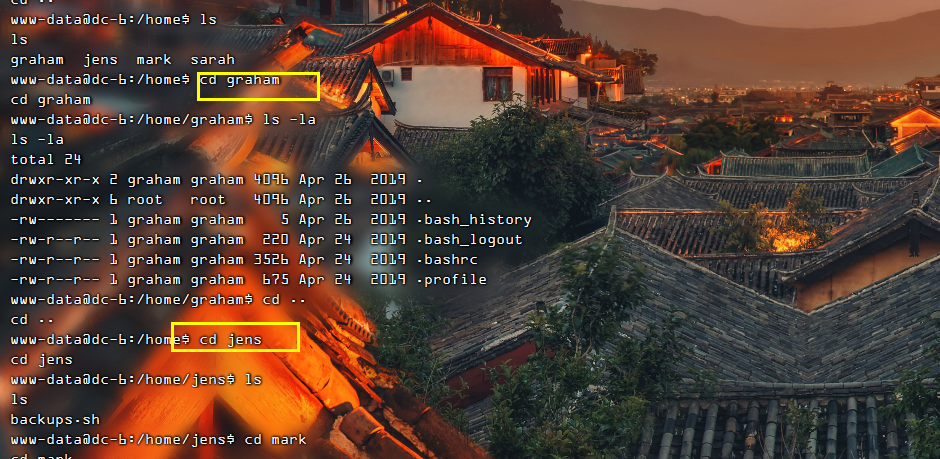 cd ..
www-data@dc-6:/home$ ls
ls
graham  jens  mark  sarah
www-data@dc-6:/home$ cd graham
cd graham
www-data@dc-6:/home/graham$ ls -la
ls -la
total 24
drwxr-xr-x 2 graham graham 4096 Apr 26  2019 .
drwxr-xr-x 6 root   root   4096 Apr 26  2019 ..
-rw------- 1 graham graham    5 Apr 26  2019 .bash_history
-rw-r--r-- 1 graham graham  220 Apr 24  2019 .bash_logout
-rw-r--r-- 1 graham graham 3526 Apr 24  2019 .bashrc
-rw-r--r-- 1 graham graham  675 Apr 24  2019 .profile
www-data@dc-6:/home/graham$ cd ..
cd ..
www-data@dc-6:/home$ cd jens
cd jens
www-data@dc-6:/home/jens$ ls
ls
backups.sh
www-data@dc-6:/home/jens$ cd mark
cd mark